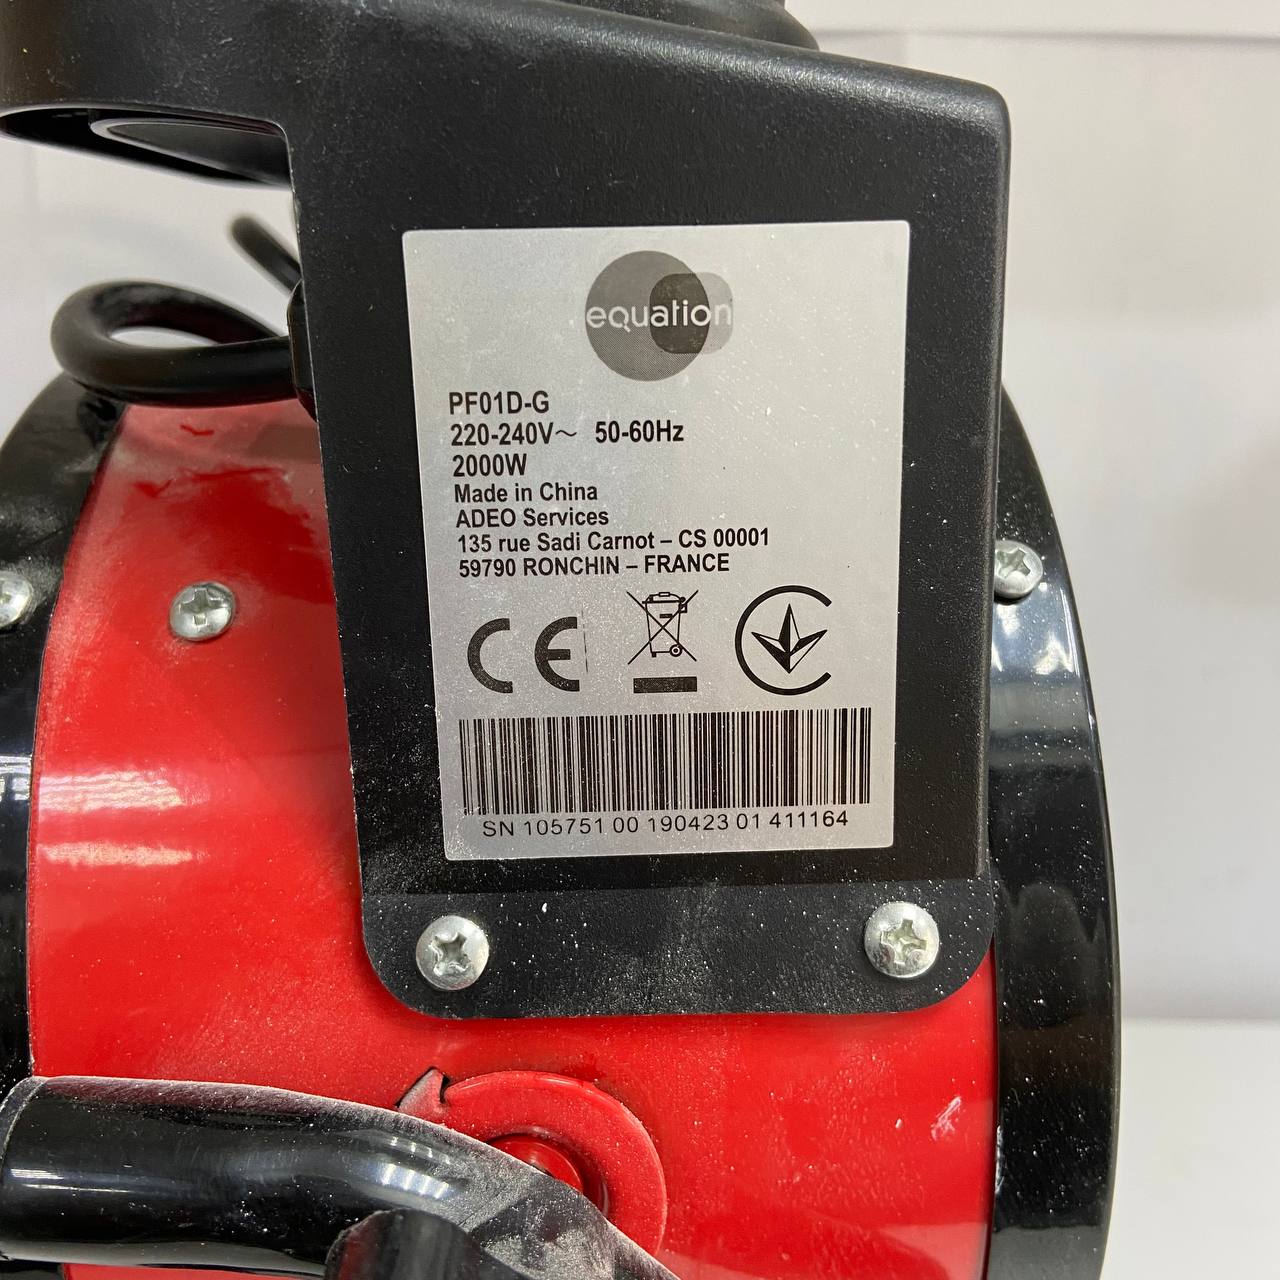 equation
PF01D-G
220-240V~ 50-60Hz
2000W
Made in China
ADEO Services
135 rue Sadi Carnot – CS 00001
59790 RONCHIN – FRANCE
CE
SN 105751 00 190423 01 411164